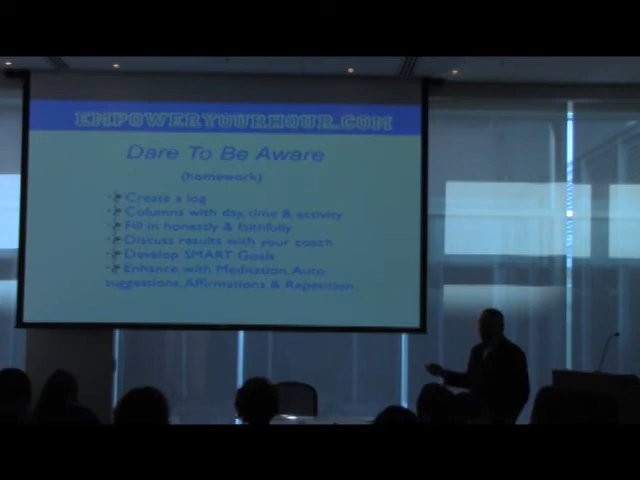 EMPOWERYOURHOUR.COM
Dare To Be Aware
(homework)
Create a log
Columns with day, time & activity
Fill in honestly & faithfully
Discuss results with your coach
Develop SMART Goals
Enhance with Meditation, Auto
suggestions, Affirmations & Repetition